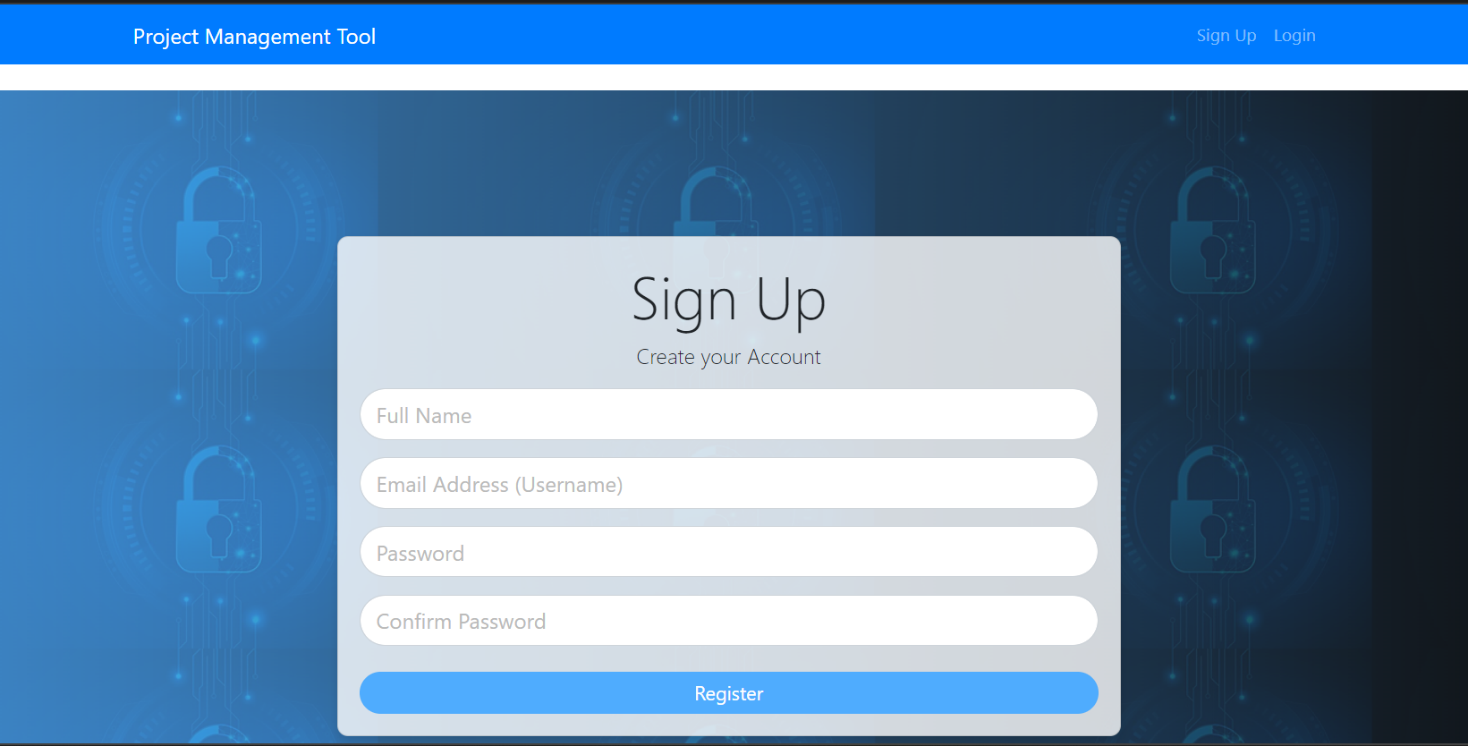 Project Management Tool
Sign Up Login
Sign Up
Create your Account
Full Name
Email Address (Username)
Password
Confirm Password
Register